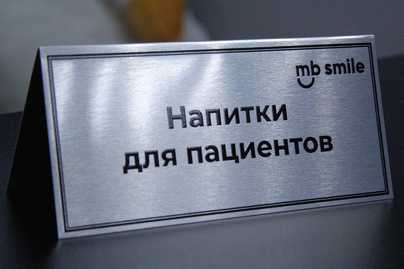 mb smile
Напитки
для пациентов